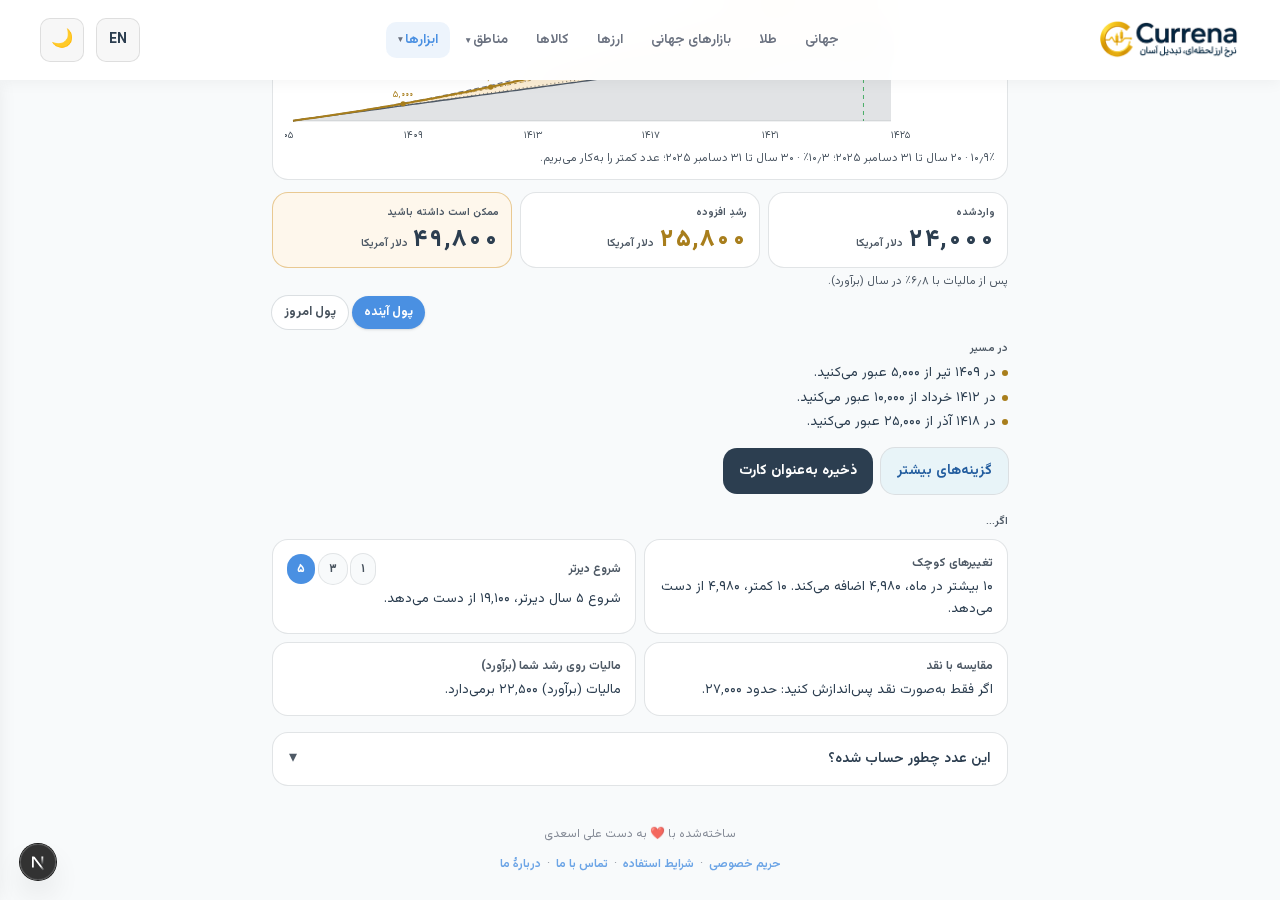 Currena
نرخ ارز لحظه‌ای، تبدیل آسان
جهانی
طلا
بازارهای جهانی
ارزها
کالاها
مناطق ▾
ابزارها ▾
EN
۵,۰۰۰
۰۵ ۱۴۰۹ ۱۴۱۳ ۱۴۱۷ ۱۴۲۱ ۱۴۲۵
۱۰٫۹٪ · ۲۰ سال تا ۳۱ دسامبر ۲۰۲۵؛ ۱۰٫۳٪ · ۳۰ سال تا ۳۱ دسامبر ۲۰۲۵؛ عدد کمتر را به‌کار می‌بریم.
واردشده
۲۴,۰۰۰ دلار آمریکا
رشدِ افزوده
۲۵,۸۰۰ دلار آمریکا
ممکن است داشته باشید
۴۹,۸۰۰ دلار آمریکا
پس از مالیات با ۶٫۸٪ در سال (برآورد).
پول آینده
پول امروز
در مسیر
در ۱۴۰۹ تیر از ۵,۰۰۰ عبور می‌کنید.
در ۱۴۱۲ خرداد از ۱۰,۰۰۰ عبور می‌کنید.
در ۱۴۱۸ آذر از ۲۵,۰۰۰ عبور می‌کنید.
گزینه‌های بیشتر
ذخیره به‌عنوان کارت
اگر...
تغییرهای کوچک
۱۰ بیشتر در ماه، ۴,۹۸۰ اضافه می‌کند. ۱۰ کمتر، ۴,۹۸۰ از دست
می‌دهد.
شروع دیرتر
۱ ۳ ۵
شروع ۵ سال دیرتر، ۱۹,۱۰۰ از دست می‌دهد.
مقایسه با نقد
اگر فقط به‌صورت نقد پس‌اندازش کنید: حدود ۲۷,۰۰۰.
مالیات روی رشد شما (برآورد)
مالیات (برآورد) ۲۲,۵۰۰ برمی‌دارد.
این عدد چطور حساب شده؟
ساخته‌شده با ❤️ به دست علی اسعدی
حریم خصوصی · شرایط استفاده · تماس با ما · دربارهٔ ما
N